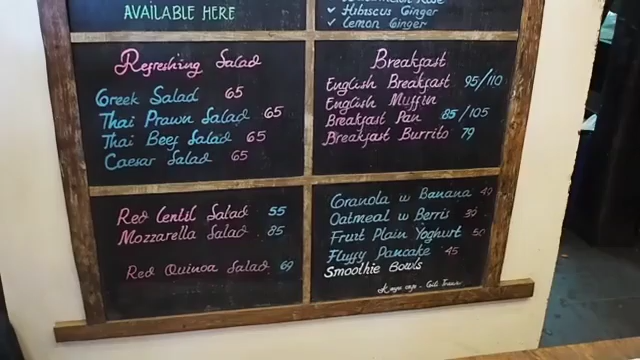 AVAILABLE HERE
✓ Hibiscus Ginger
✓ Lemon Ginger
Refreshing Salad
Greek Salad 65
Thai Prawn Salad 65
Thai Beef Salad 65
Caesar Salad 65
Breakfast
English Breakfast 95/110
English Muffin
Breakfast Pan 85/105
Breakfast Burrito 79
Red Lentil Salad 55
Mozzarella Salad 85
Red Quinoa Salad 69
Granola w Banana 40
Oatmeal w Berris 30
Fruit Plain Yoghurt 50
Fluffy Pancake 45
Smoothie Bowls